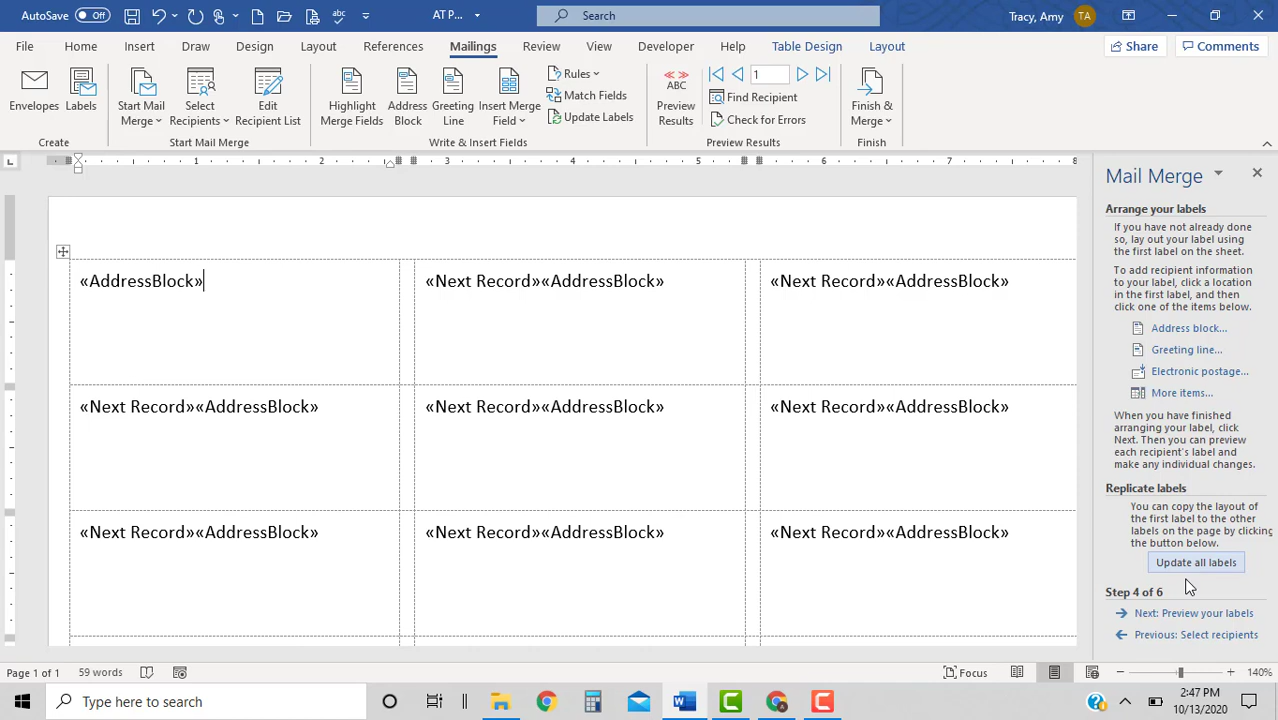 AutoSave Off AT P... Search Tracy, Amy TA
File Home Insert Draw Design Layout References Mailings Review View Developer Help Table Design Layout Share Comments
Envelopes
Labels
Start Mail
Merge
Select
Recipients
Edit
Recipient List
Highlight
Merge Fields
Address
Block
Greeting
Line
Insert Merge
Field
Rules
Match Fields
Update Labels
ABC
Preview
Results
1
Find Recipient
Check for Errors
Finish &
Merge
Create Start Mail Merge Write & Insert Fields Preview Results Finish
1 2 3 4 5 6 7 8
«AddressBlock» «Next Record»«AddressBlock» «Next Record»«AddressBlock»
«Next Record»«AddressBlock» «Next Record»«AddressBlock» «Next Record»«AddressBlock»
«Next Record»«AddressBlock» «Next Record»«AddressBlock» «Next Record»«AddressBlock»
Mail Merge
Arrange your labels
If you have not already done
so, lay out your label using
the first label on the sheet.
To add recipient information
to your label, click a location
in the first label, and then
click one of the items below.
Address block...
Greeting line...
Electronic postage...
More items...
When you have finished
arranging your label, click
Next. Then you can preview
each recipient's label and
make any individual changes.
Replicate labels
You can copy the layout of
the first label to the other
labels on the page by clicking
the button below.
Update all labels
Step 4 of 6
Next: Preview your labels
Previous: Select recipients
Page 1 of 1 59 words Focus 140%
Type here to search 2:47 PM
10/13/2020